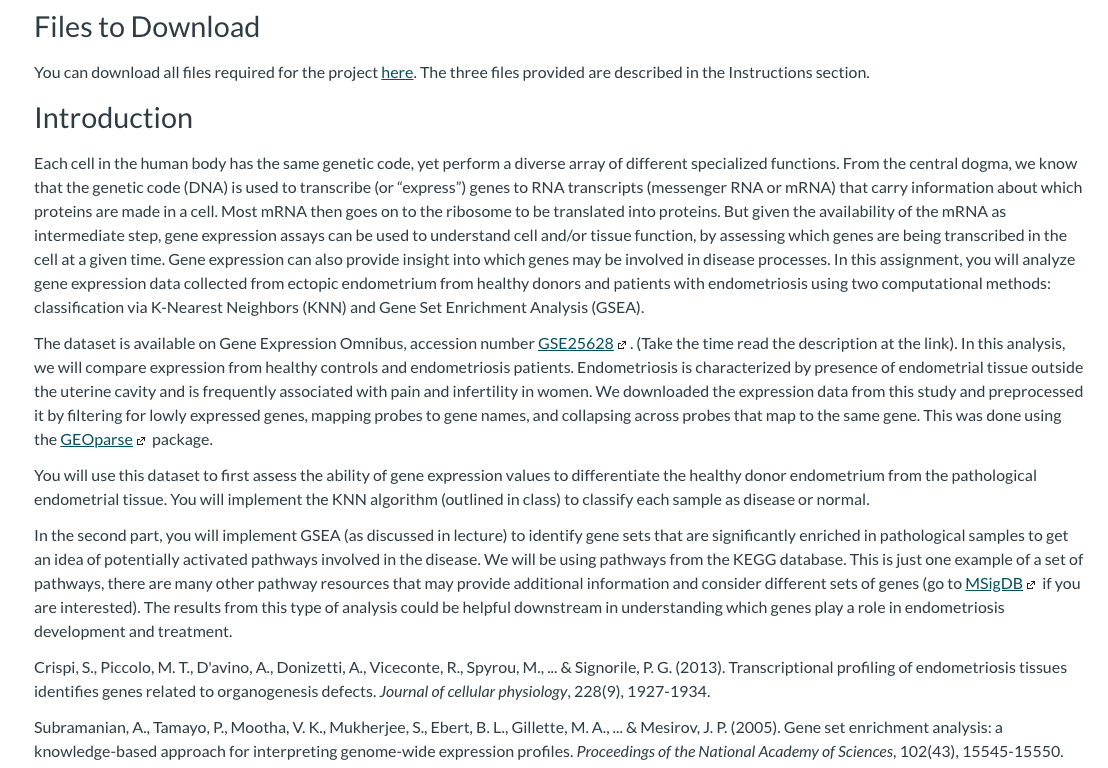 Files to Download
You can download all files required for the project here. The three files provided are described in the Instructions section.
Introduction
Each cell in the human body has the same genetic code, yet perform a diverse array of different specialized functions. From the central dogma, we know
that the genetic code (DNA) is used to transcribe (or “express”) genes to RNA transcripts (messenger RNA or mRNA) that carry information about which
proteins are made in a cell. Most mRNA then goes on to the ribosome to be translated into proteins. But given the availability of the mRNA as
intermediate step, gene expression assays can be used to understand cell and/or tissue function, by assessing which genes are being transcribed in the
cell at a given time. Gene expression can also provide insight into which genes may be involved in disease processes. In this assignment, you will analyze
gene expression data collected from ectopic endometrium from healthy donors and patients with endometriosis using two computational methods:
classification via K-Nearest Neighbors (KNN) and Gene Set Enrichment Analysis (GSEA).
The dataset is available on Gene Expression Omnibus, accession number GSE25628 . (Take the time read the description at the link). In this analysis,
we will compare expression from healthy controls and endometriosis patients. Endometriosis is characterized by presence of endometrial tissue outside
the uterine cavity and is frequently associated with pain and infertility in women. We downloaded the expression data from this study and preprocessed
it by filtering for lowly expressed genes, mapping probes to gene names, and collapsing across probes that map to the same gene. This was done using
the GEOparse package.
You will use this dataset to first assess the ability of gene expression values to differentiate the healthy donor endometrium from the pathological
endometrial tissue. You will implement the KNN algorithm (outlined in class) to classify each sample as disease or normal.
In the second part, you will implement GSEA (as discussed in lecture) to identify gene sets that are significantly enriched in pathological samples to get
an idea of potentially activated pathways involved in the disease. We will be using pathways from the KEGG database. This is just one example of a set of
pathways, there are many other pathway resources that may provide additional information and consider different sets of genes (go to MSigDB if you
are interested). The results from this type of analysis could be helpful downstream in understanding which genes play a role in endometriosis
development and treatment.
Crispi, S., Piccolo, M. T., D'avino, A., Donizetti, A., Viceconte, R., Spyrou, M., ... & Signorile, P. G. (2013). Transcriptional profiling of endometriosis tissues
identifies genes related to organogenesis defects. Journal of cellular physiology, 228(9), 1927-1934.
Subramanian, A., Tamayo, P., Mootha, V. K., Mukherjee, S., Ebert, B. L., Gillette, M. A., ... & Mesirov, J. P. (2005). Gene set enrichment analysis: a
knowledge-based approach for interpreting genome-wide expression profiles. Proceedings of the National Academy of Sciences, 102(43), 15545-15550.